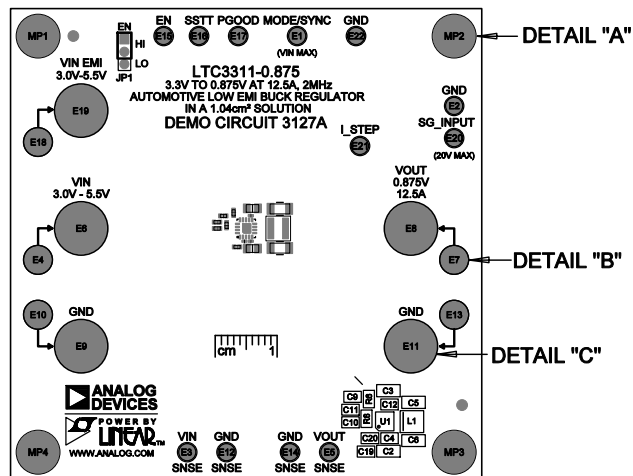 EN SSTT PGOOD MODE/SYNC GND
MP1 E15 E16 E17 E1 E22 MP2
DETAIL "A"
(VIN MAX)
EN
HI
LO
JP1
VIN EMI
3.0V-5.5V
E19
E18
LTC3311-0.875
3.3V TO 0.875V AT 12.5A, 2MHz
AUTOMOTIVE LOW EMI BUCK REGULATOR
IN A 1.04cm² SOLUTION
DEMO CIRCUIT 3127A
GND
E2
SG_INPUT
E20
(20V MAX)
I_STEP
E21
VIN
3.0V - 5.5V
E6
E4
VOUT
0.875V
12.5A
E8
E7
DETAIL "B"
E10
GND
E9
GND
E13
E11
DETAIL "C"
cm 1
ANALOG
DEVICES
POWER BY
LINEAR™
WWW.ANALOG.COM
C9 R5 C3
C11 C12 C5
C10 R6 U1 L1
C20 C4 C6
C19 C2
MP4
VIN GND GND VOUT
E3 E12 E14 E5
SNSE SNSE SNSE SNSE
MP3